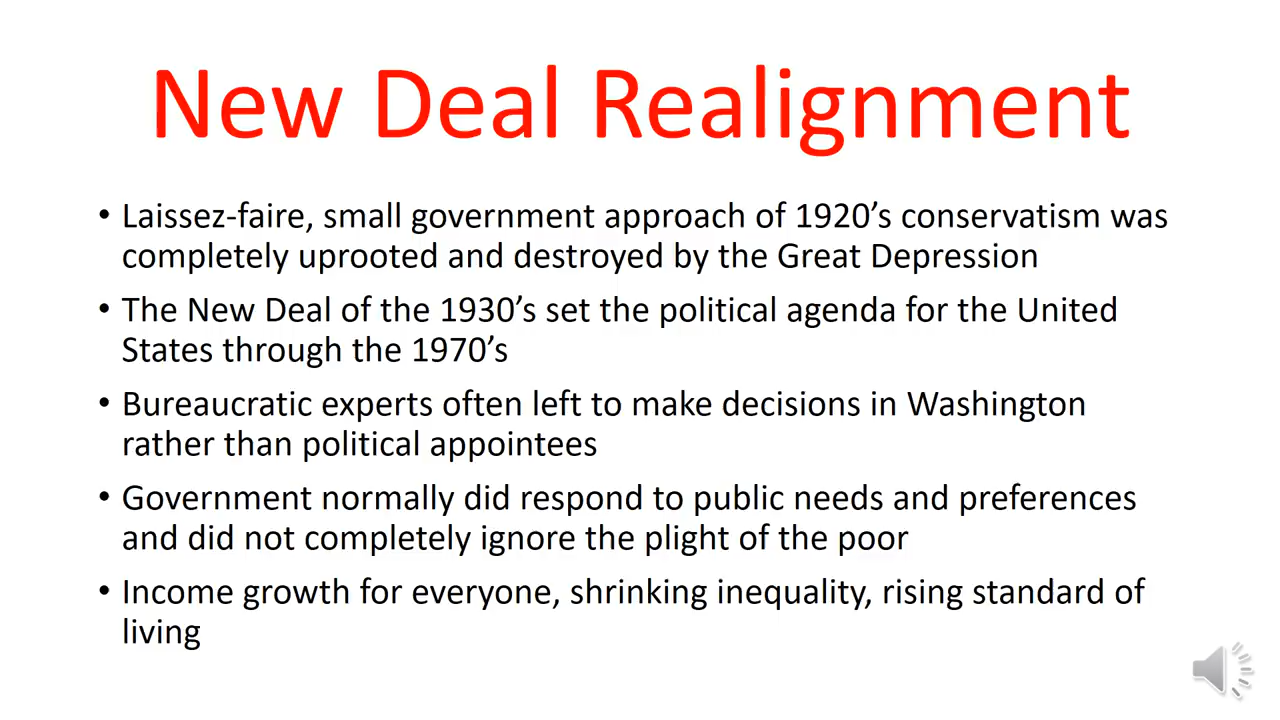 New Deal Realignment
• Laissez-faire, small government approach of 1920’s conservatism was
completely uprooted and destroyed by the Great Depression
• The New Deal of the 1930’s set the political agenda for the United
States through the 1970’s
• Bureaucratic experts often left to make decisions in Washington
rather than political appointees
• Government normally did respond to public needs and preferences
and did not completely ignore the plight of the poor
• Income growth for everyone, shrinking inequality, rising standard of
living